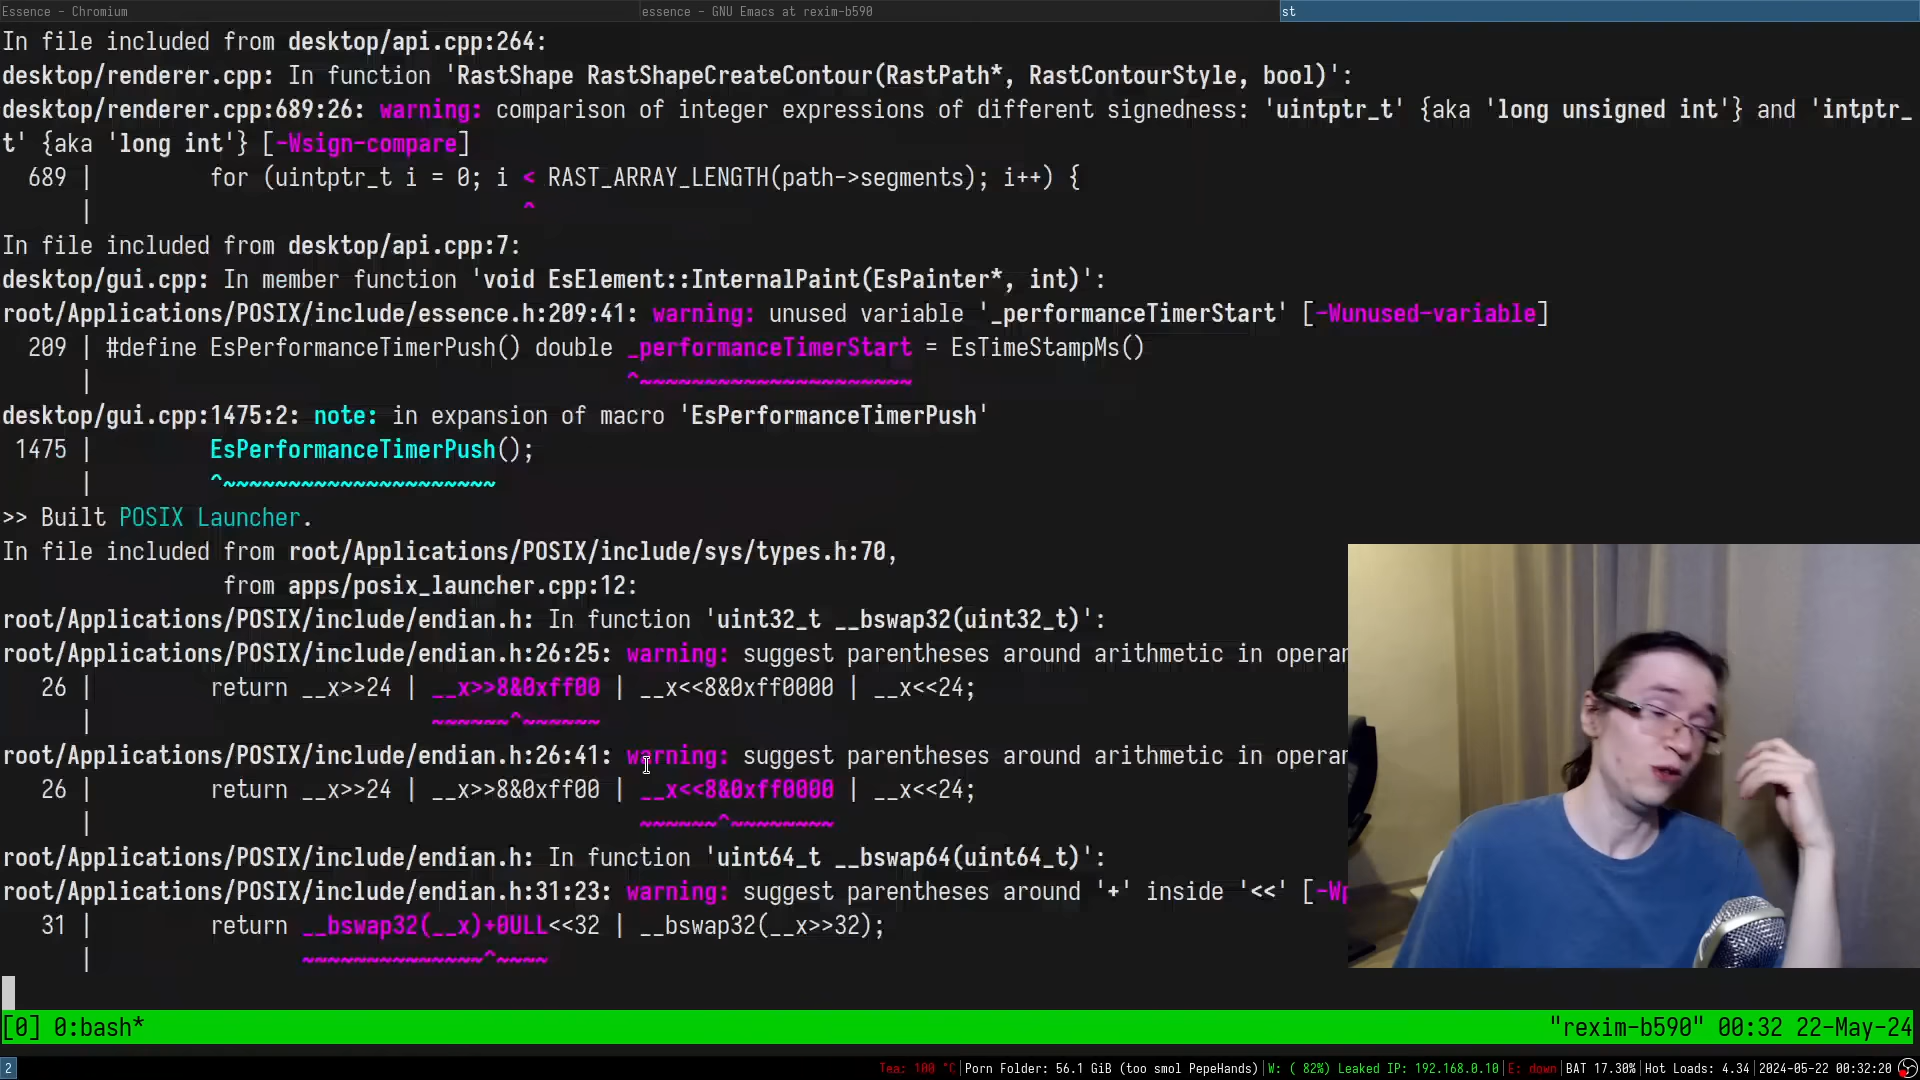 Essence - Chromium
essence - GNU Emacs at rexim-b590
st
In file included from desktop/api.cpp:264:
desktop/renderer.cpp: In function 'RastShape RastShapeCreateContour(RastPath*, RastContourStyle, bool)':
desktop/renderer.cpp:689:26: warning: comparison of integer expressions of different signedness: 'uintptr_t' {aka 'long unsigned int'} and 'intptr_
t' {aka 'long int'} [-Wsign-compare]
689 |         for (uintptr_t i = 0; i < RAST_ARRAY_LENGTH(path->segments); i++) {
|                                 ^
In file included from desktop/api.cpp:7:
desktop/gui.cpp: In member function 'void EsElement::InternalPaint(EsPainter*, int)':
root/Applications/POSIX/include/essence.h:209:41: warning: unused variable '_performanceTimerStart' [-Wunused-variable]
209 | #define EsPerformanceTimerPush() double _performanceTimerStart = EsTimeStampMs()
|                                         ^~~~~~~~~~~~~~~~~~~~~~
desktop/gui.cpp:1475:2: note: in expansion of macro 'EsPerformanceTimerPush'
1475 |         EsPerformanceTimerPush();
|         ^~~~~~~~~~~~~~~~~~~~~~
>> Built POSIX Launcher.
In file included from root/Applications/POSIX/include/sys/types.h:70,
from apps/posix_launcher.cpp:12:
root/Applications/POSIX/include/endian.h: In function 'uint32_t __bswap32(uint32_t)':
root/Applications/POSIX/include/endian.h:26:25: warning: suggest parentheses around arithmetic in operan
26 |         return __x>>24 | __x>>8&0xff00 | __x<<8&0xff0000 | __x<<24;
|                          ~~~~~~^~~~~~~
root/Applications/POSIX/include/endian.h:26:41: warning: suggest parentheses around arithmetic in operan
26 |         return __x>>24 | __x>>8&0xff00 | __x<<8&0xff0000 | __x<<24;
|                                          ~~~~~~^~~~~~~~~
root/Applications/POSIX/include/endian.h: In function 'uint64_t __bswap64(uint64_t)':
root/Applications/POSIX/include/endian.h:31:23: warning: suggest parentheses around '+' inside '<<' [-Wp
31 |         return __bswap32(__x)+0ULL<<32 | __bswap32(__x>>32);
|                ~~~~~~~~~~~~~~^~~~~
[0] 0:bash* "rexim-b590" 00:32 22-May-24
2 Tea: 100 °C|Porn Folder: 56.1 GiB (too smol PepeHands)|W: ( 82%) Leaked IP: 192.168.0.10|E: down|BAT 17.30%|Hot Loads: 4.34|2024-05-22 00:32:20